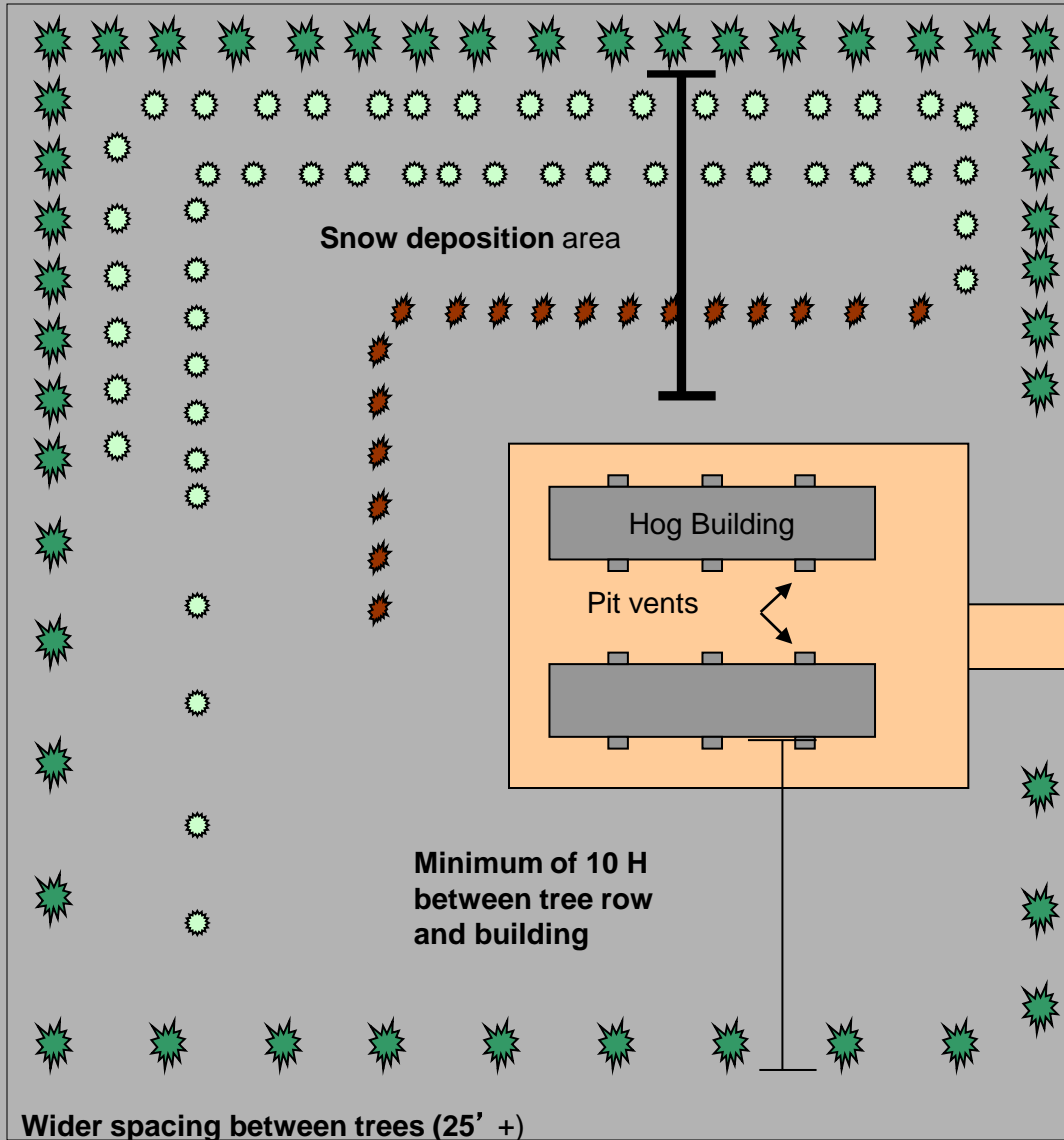 Snow deposition area
Hog Building
Pit vents
Minimum of 10 H
between tree row
and building
Wider spacing between trees (25’ +)